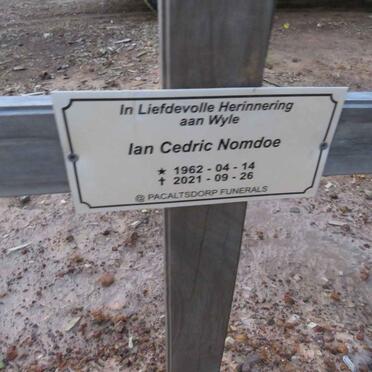 In Liefdevolle Herinnering
aan Wyle
Ian Cedric Nomdoe
★ 1962 - 04 - 14
✝ 2021 - 09 - 26
@ PACALTSDORP FUNERALS